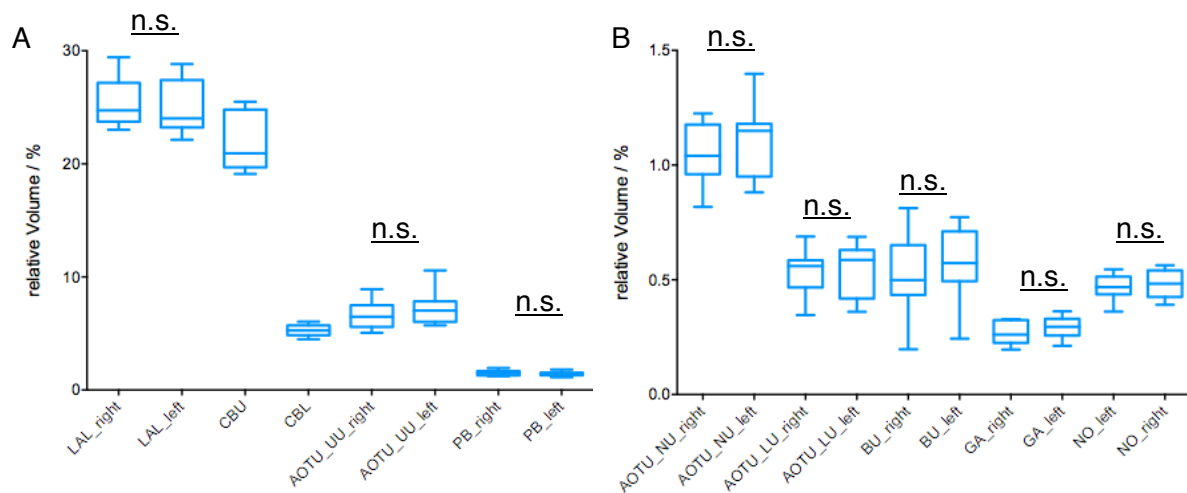 A
n.s.
n.s.
n.s.
relative Volume / %
30
20
10
0
LAL_right
LAL_left
CBU
CBL
AOTU_UU_right
AOTU_UU_left
PB_right
PB_left
B
n.s.
n.s.
n.s.
n.s.
n.s.
relative Volume / %
1.5
1.0
0.5
0.0
AOTU_NU_right
AOTU_NU_left
AOTU_LU_right
AOTU_LU_left
BU_right
BU_left
GA_right
GA_left
NO_left
NO_right